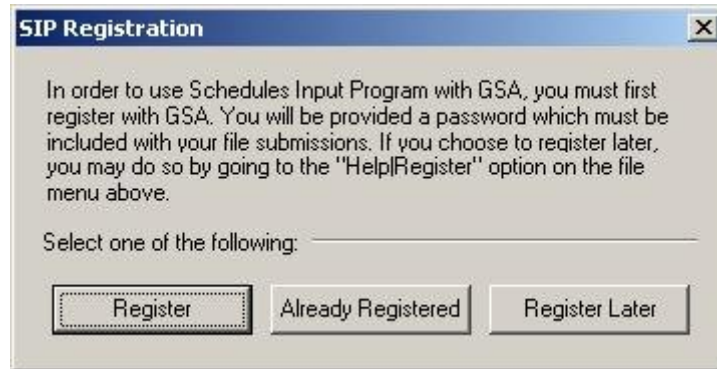 SIP Registration
In order to use Schedules Input Program with GSA, you must first
register with GSA. You will be provided a password which must be
included with your file submissions. If you choose to register later,
you may do so by going to the "Help|Register" option on the file
menu above.
Select one of the following:
Register Already Registered Register Later